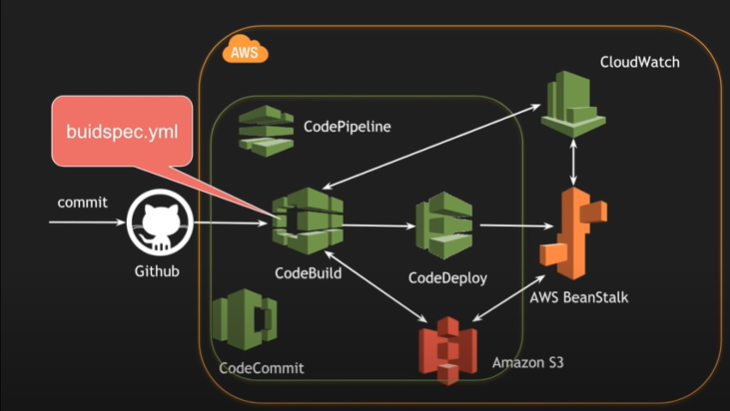 AWS
CloudWatch
buidspec.yml
CodePipeline
commit
Github
CodeBuild
CodeDeploy
AWS BeanStalk
CodeCommit
Amazon S3